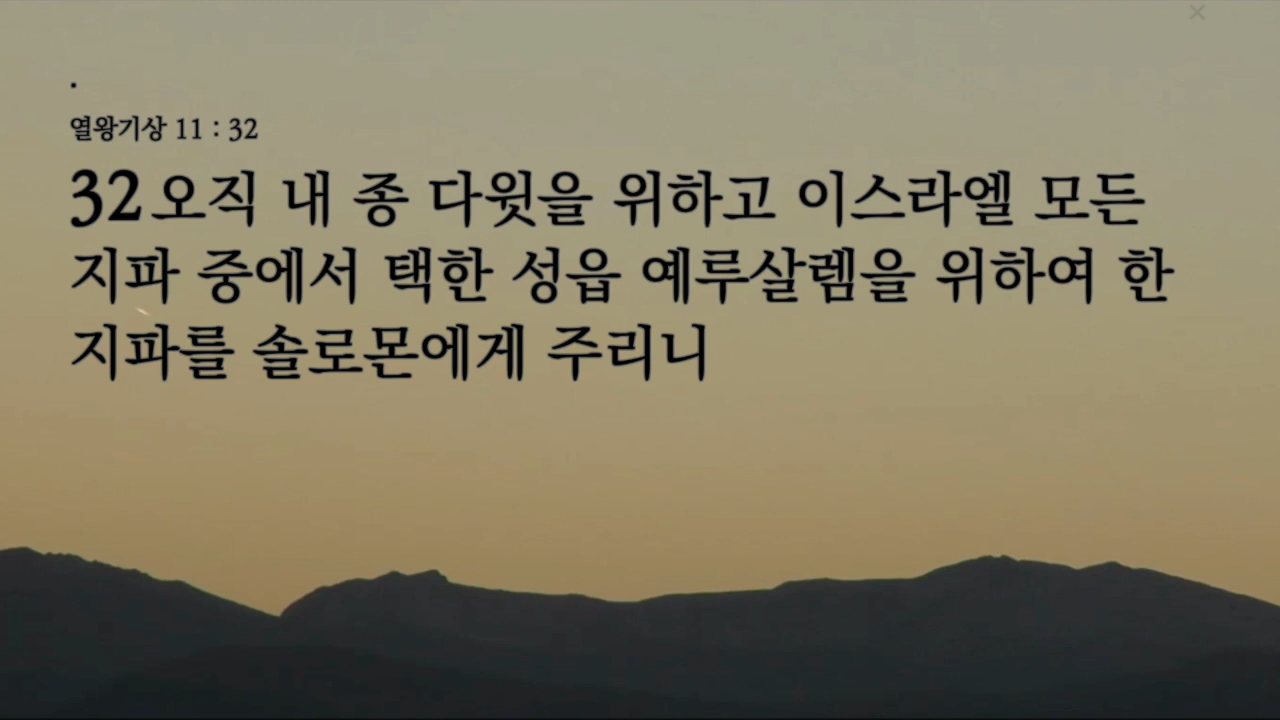 .
열왕기상 11 : 32
32오직 내 종 다윗을 위하고 이스라엘 모든
지파 중에서 택한 성읍 예루살렘을 위하여 한
지파를 솔로몬에게 주리니